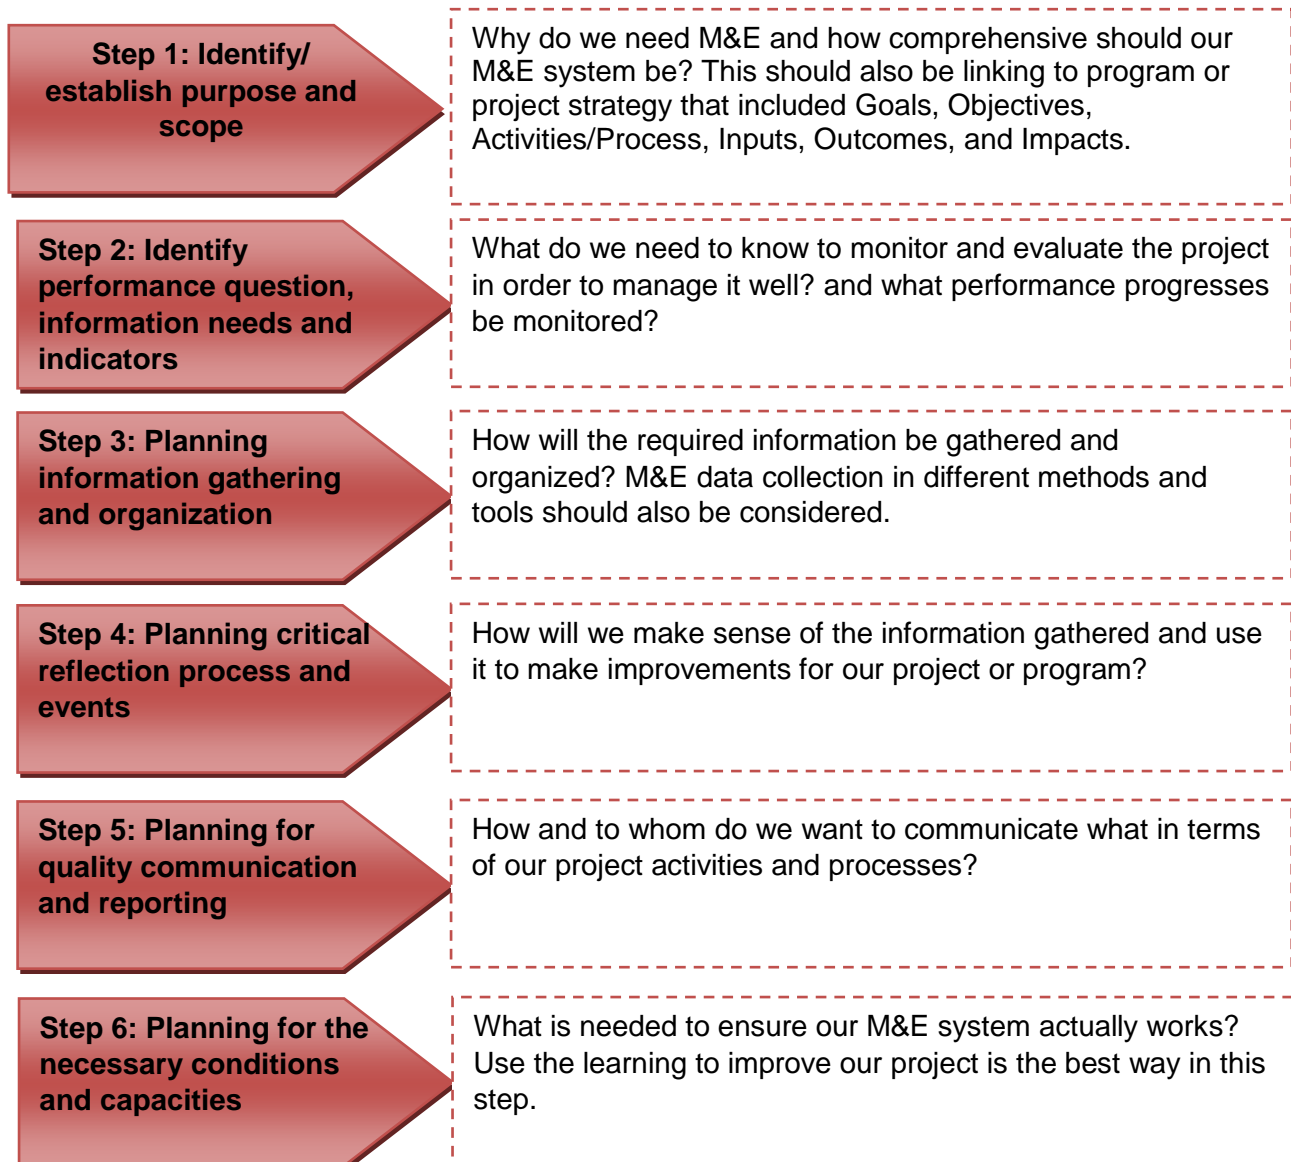 Step 1: Identify/
establish purpose and
scope
Why do we need M&E and how comprehensive should our
M&E system be? This should also be linking to program or
project strategy that included Goals, Objectives,
Activities/Process, Inputs, Outcomes, and Impacts.
Step 2: Identify
performance question,
information needs and
indicators
What do we need to know to monitor and evaluate the project
in order to manage it well? and what performance progresses
be monitored?
Step 3: Planning
information gathering
and organization
How will the required information be gathered and
organized? M&E data collection in different methods and
tools should also be considered.
Step 4: Planning critical
reflection process and
events
How will we make sense of the information gathered and use
it to make improvements for our project or program?
Step 5: Planning for
quality communication
and reporting
How and to whom do we want to communicate what in terms
of our project activities and processes?
Step 6: Planning for the
necessary conditions
and capacities
What is needed to ensure our M&E system actually works?
Use the learning to improve our project is the best way in this
step.